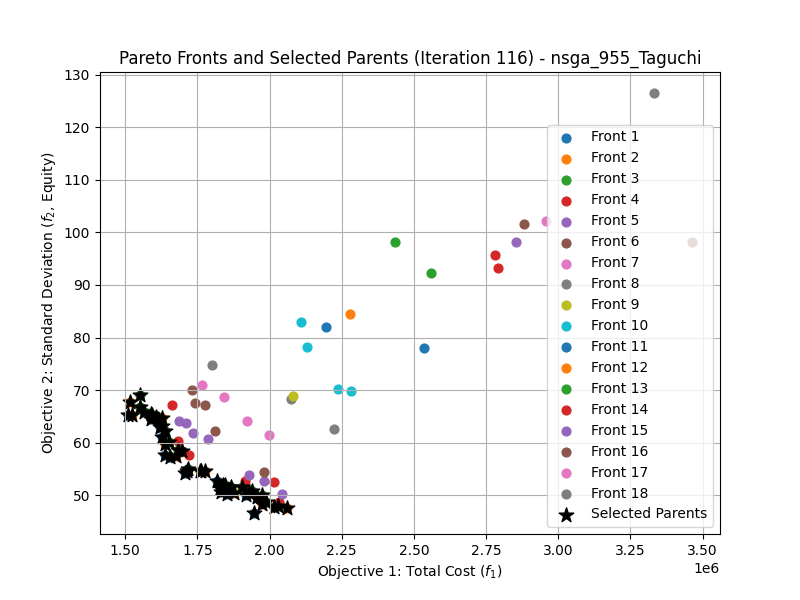 Pareto Fronts and Selected Parents (Iteration 116) - nsga_955_Taguchi
Objective 2: Standard Deviation (f₂, Equity)
130
120
110
100
90
80
70
60
50
Front 1
Front 2
Front 3
Front 4
Front 5
Front 6
Front 7
Front 8
Front 9
Front 10
Front 11
Front 12
Front 13
Front 14
Front 15
Front 16
Front 17
Front 18
Selected Parents
1.50 1.75 2.00 2.25 2.50 2.75 3.00 3.25 3.50
1e6
Objective 1: Total Cost (f₁)